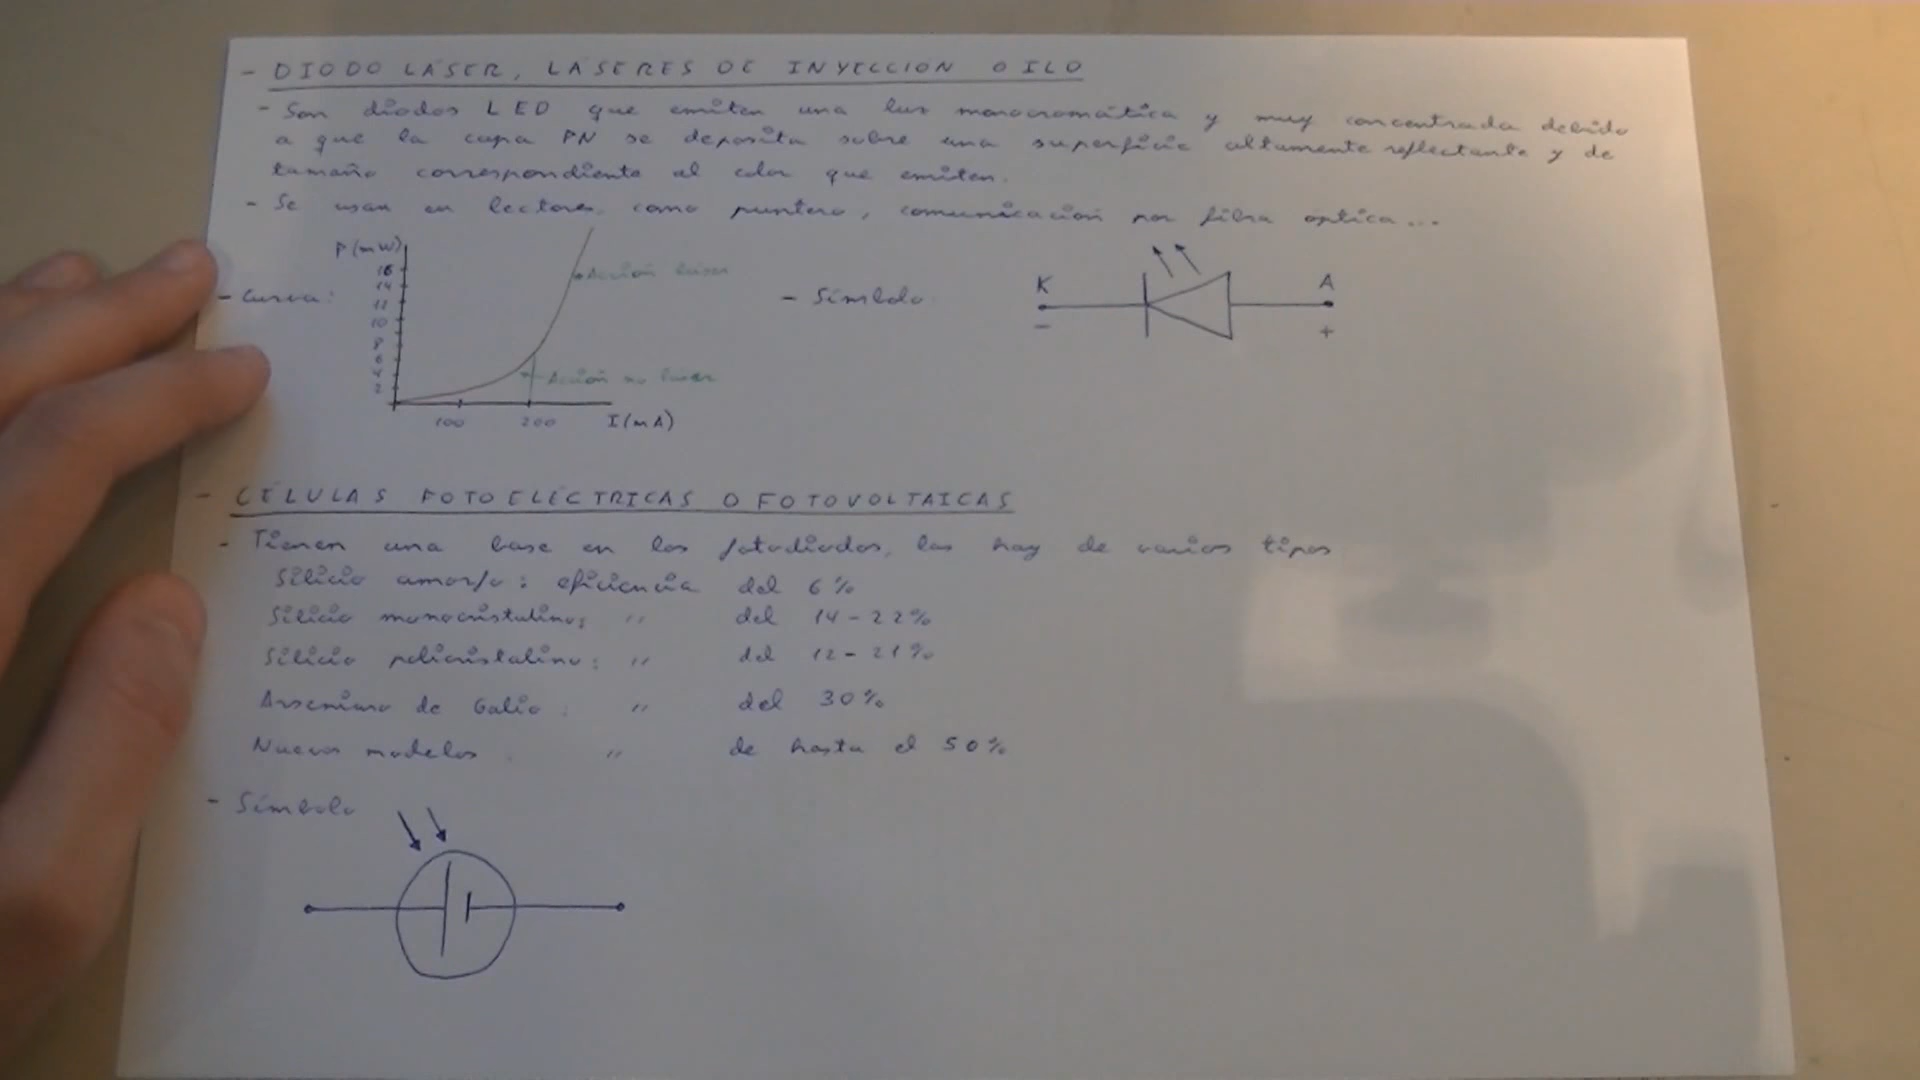 - DIODO LÁSER, LÁSERES DE INYECCIÓN O ILD
- Son diodos LED que emiten una luz monocromática y muy concentrada debido
a que la capa PN se deposita sobre una superficie altamente reflectante y de
tamaño correspondiente al color que emiten.
- Se usan en lectores, como puntero, comunicación por fibra óptica...
P(mW)
16
14
12
10
8
6
4
2
100
200
I(mA)
- Curva:
Acción láser
Acción no láser
- Símbolo
K
A
-
+
- CÉLULAS FOTOELÉCTRICAS O FOTOVOLTAICAS
- Tienen una base en los fotodiodos, las hay de varios tipos
Silicio amorfo: eficiencia del 6%
Silicio monocristalino: " del 14-22%
Silicio policristalino: " del 12-21%
Arseniuro de Galio: " del 30%
Nuevos modelos: " de hasta el 50%
- Símbolo